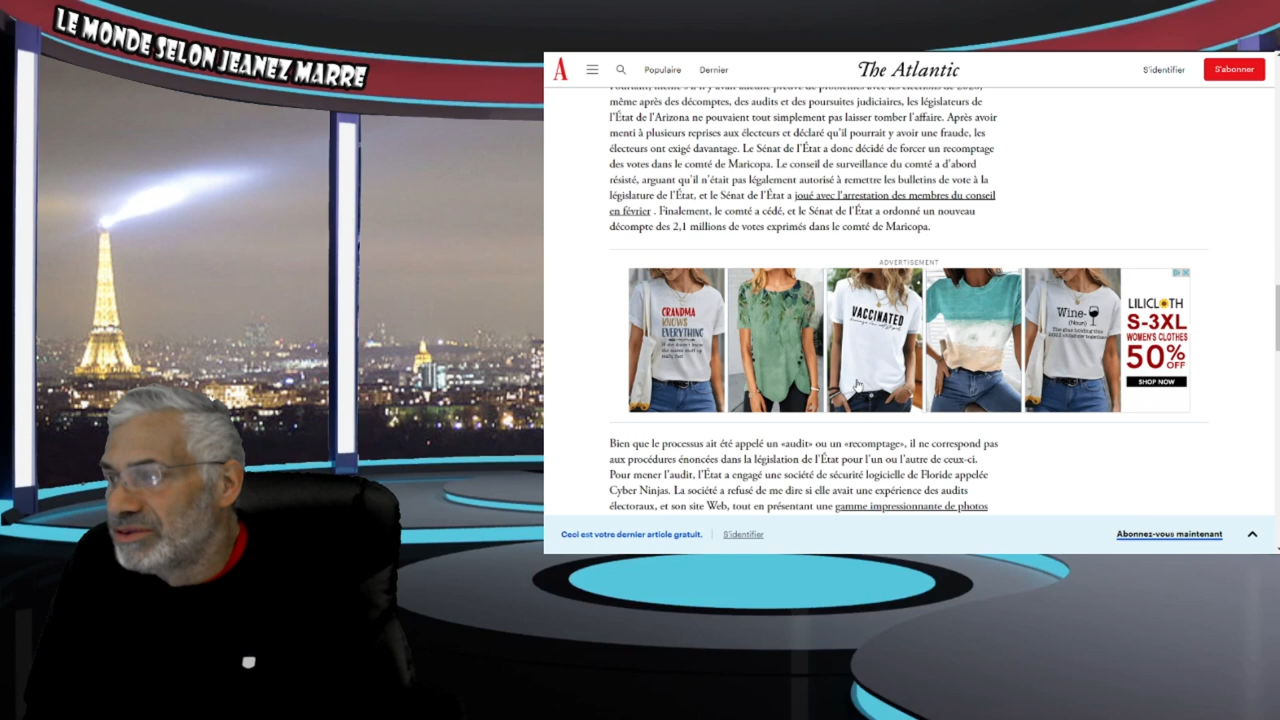 LE MONDE SELON JEANEZ MARRE
A
Populaire
Dernier
The Atlantic
S'identifier
S'abonner
même après des décomptes, des audits et des poursuites judiciaires, les législateurs de
l'État de l'Arizona ne pouvaient tout simplement pas laisser tomber l'affaire. Après avoir
menti à plusieurs reprises aux électeurs et déclaré qu'il pourrait y avoir une fraude, les
électeurs ont exigé davantage. Le Sénat de l'État a donc décidé de forcer un recomptage
des votes dans le comté de Maricopa. Le conseil de surveillance du comté a d'abord
résisté, arguant qu'il n'était pas légalement autorisé à remettre les bulletins de vote à la
législature de l'État, et le Sénat de l'État a joué avec l'arrestation des membres du conseil
en février . Finalement, le comté a cédé, et le Sénat de l'État a ordonné un nouveau
décompte des 2,1 millions de votes exprimés dans le comté de Maricopa.
ADVERTISEMENT
GRANDMA
KNOWS
EVERYTHING
VACCINATED
Wine-
(Noun)
LILICLOTH
S-3XL
WOMEN'S CLOTHES
50% OFF
SHOP NOW
Bien que le processus ait été appelé un «audit» ou un «recomptage», il ne correspond pas
aux procédures énoncées dans la législation de l'État pour l'un ou l'autre de ceux-ci.
Pour mener l'audit, l'État a engagé une société de sécurité logicielle de Floride appelée
Cyber Ninjas. La société a refusé de me dire si elle avait une expérience des audits
électoraux, et son site Web, tout en présentant une gamme impressionnante de photos
Ceci est votre dernier article gratuit.
S'identifier
Abonnez-vous maintenant